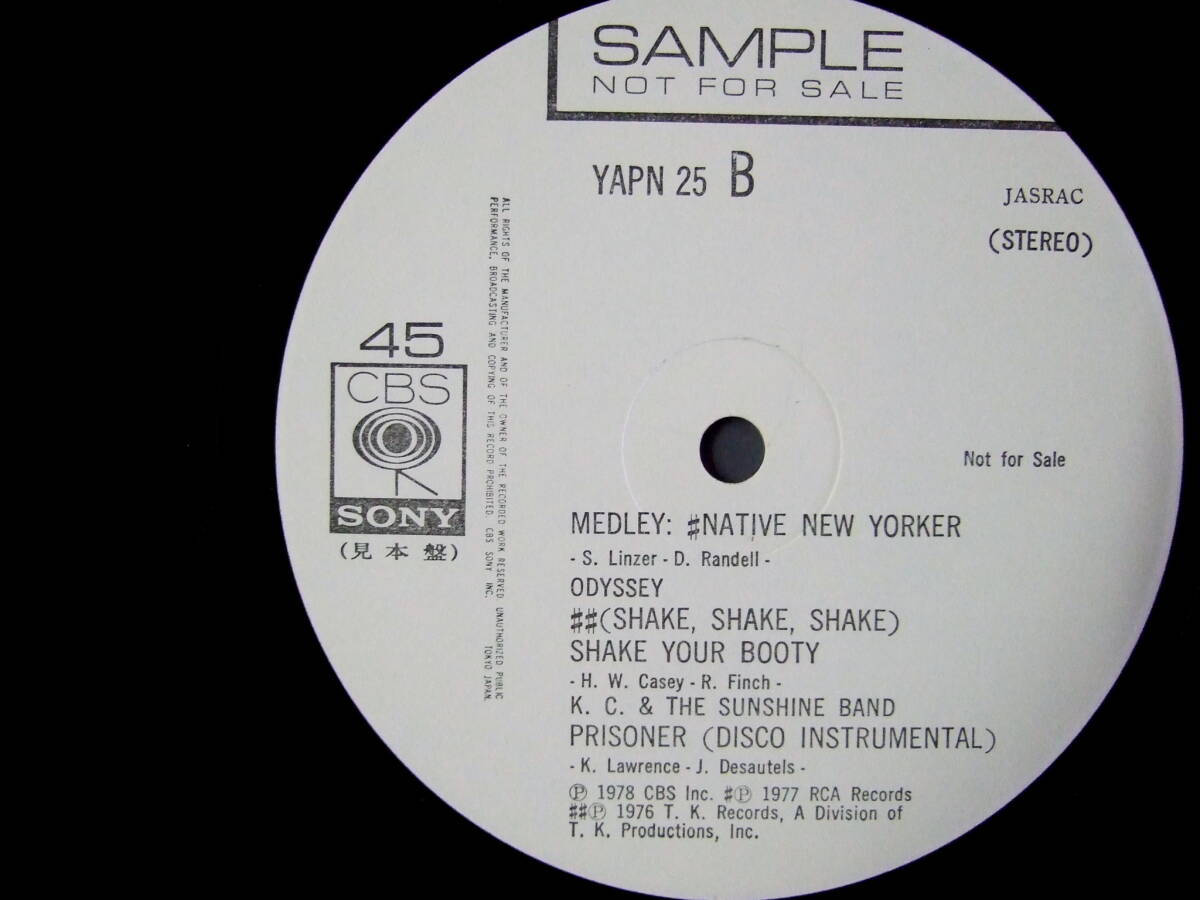 SAMPLE
NOT FOR SALE
YAPN 25 B
JASRAC
(STEREO)
ALL RIGHTS OF THE MANUFACTURER AND OF THE OWNER OF THE RECORDED WORK RESERVED. UNAUTHORIZED PUBLIC
PERFORMANCE, BROADCASTING AND COPYING OF THIS RECORD PROHIBITED. CBS SONY INC. TOKYO JAPAN.
45
CBS
SONY
(見本盤)
Not for Sale
MEDLEY: ♯NATIVE NEW YORKER
- S. Linzer - D. Randell -
ODYSSEY
♯♯(SHAKE, SHAKE, SHAKE)
SHAKE YOUR BOOTY
- H. W. Casey - R. Finch -
K. C. & THE SUNSHINE BAND
PRISONER (DISCO INSTRUMENTAL)
- K. Lawrence - J. Desautels -
℗ 1978 CBS Inc. ♯℗ 1977 RCA Records
♯♯℗ 1976 T. K. Records, A Division of
T. K. Productions, Inc.